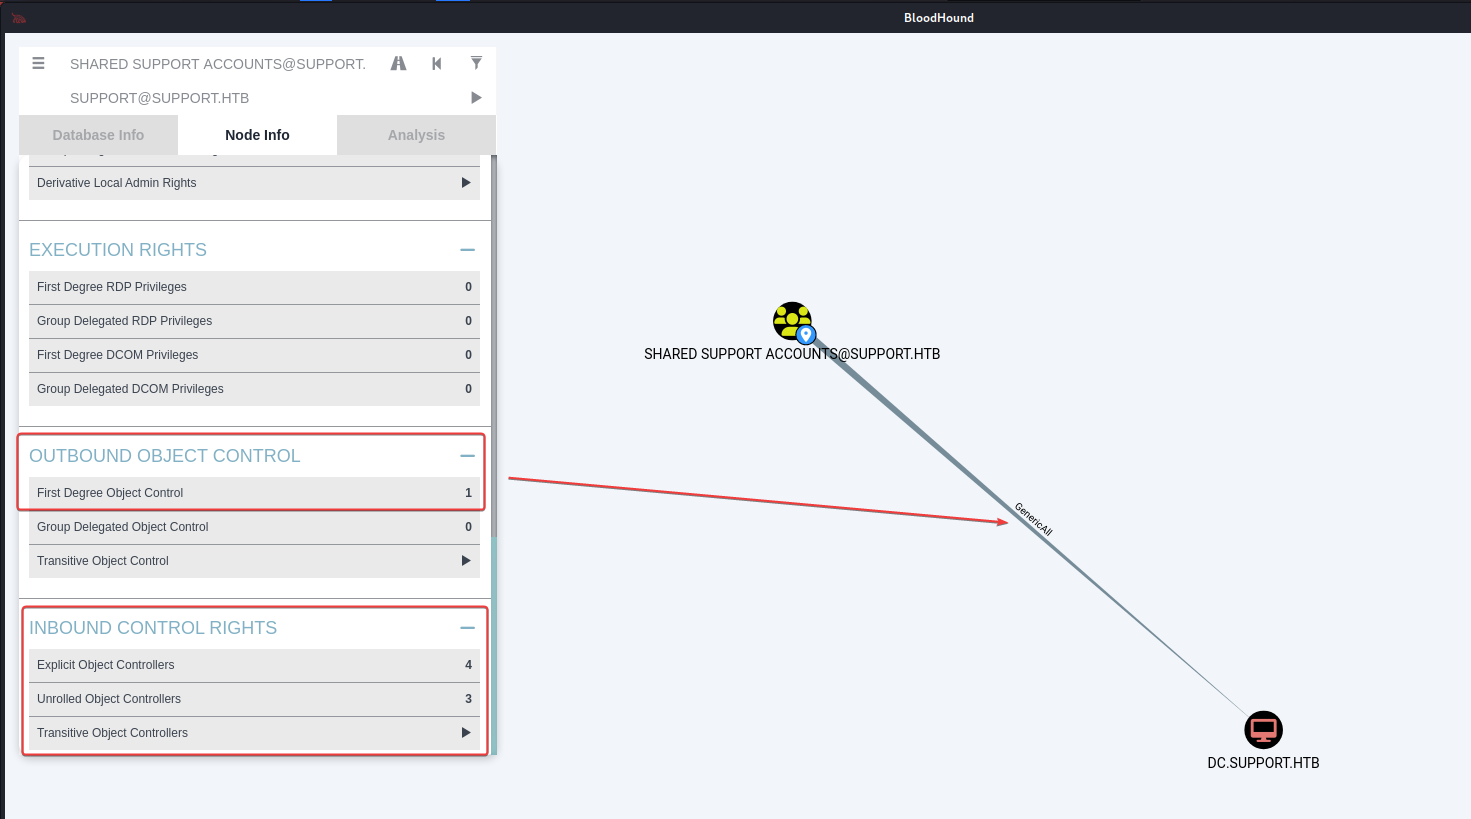 BloodHound
SHARED SUPPORT ACCOUNTS@SUPPORT.
SUPPORT@SUPPORT.HTB
Database Info
Node Info
Analysis
Derivative Local Admin Rights
EXECUTION RIGHTS
First Degree RDP Privileges 0
Group Delegated RDP Privileges 0
First Degree DCOM Privileges 0
Group Delegated DCOM Privileges 0
OUTBOUND OBJECT CONTROL
First Degree Object Control 1
Group Delegated Object Control 0
Transitive Object Control
INBOUND CONTROL RIGHTS
Explicit Object Controllers 4
Unrolled Object Controllers 3
Transitive Object Controllers
SHARED SUPPORT ACCOUNTS@SUPPORT.HTB
GenericAll
DC.SUPPORT.HTB